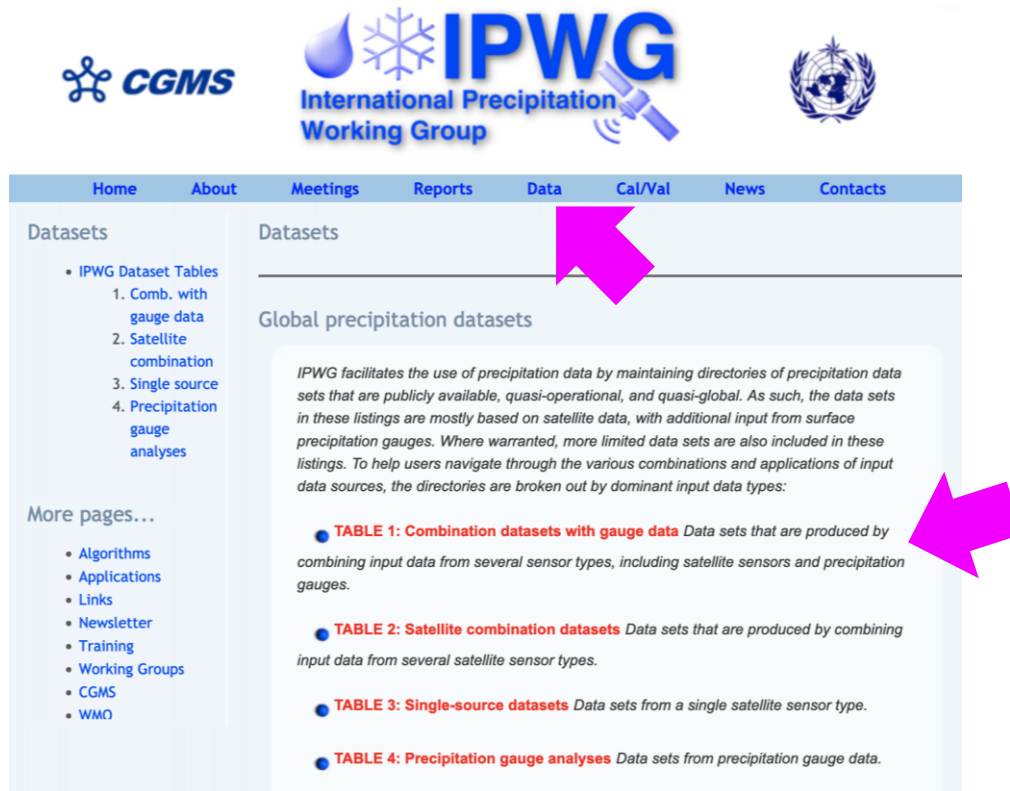 CGMS
IPWG
International Precipitation
Working Group
Home About Meetings Reports Data Cal/Val News Contacts
Datasets
• IPWG Dataset Tables
1. Comb. with
gauge data
2. Satellite
combination
3. Single source
4. Precipitation
gauge
analyses
More pages...
• Algorithms
• Applications
• Links
• Newsletter
• Training
• Working Groups
• CGMS
• WMO
Datasets
Global precipitation datasets
IPWG facilitates the use of precipitation data by maintaining directories of precipitation data
sets that are publicly available, quasi-operational, and quasi-global. As such, the data sets
in these listings are mostly based on satellite data, with additional input from surface
precipitation gauges. Where warranted, more limited data sets are also included in these
listings. To help users navigate through the various combinations and applications of input
data sources, the directories are broken out by dominant input data types:
TABLE 1: Combination datasets with gauge data Data sets that are produced by
combining input data from several sensor types, including satellite sensors and precipitation
gauges.
TABLE 2: Satellite combination datasets Data sets that are produced by combining
input data from several satellite sensor types.
TABLE 3: Single-source datasets Data sets from a single satellite sensor type.
TABLE 4: Precipitation gauge analyses Data sets from precipitation gauge data.